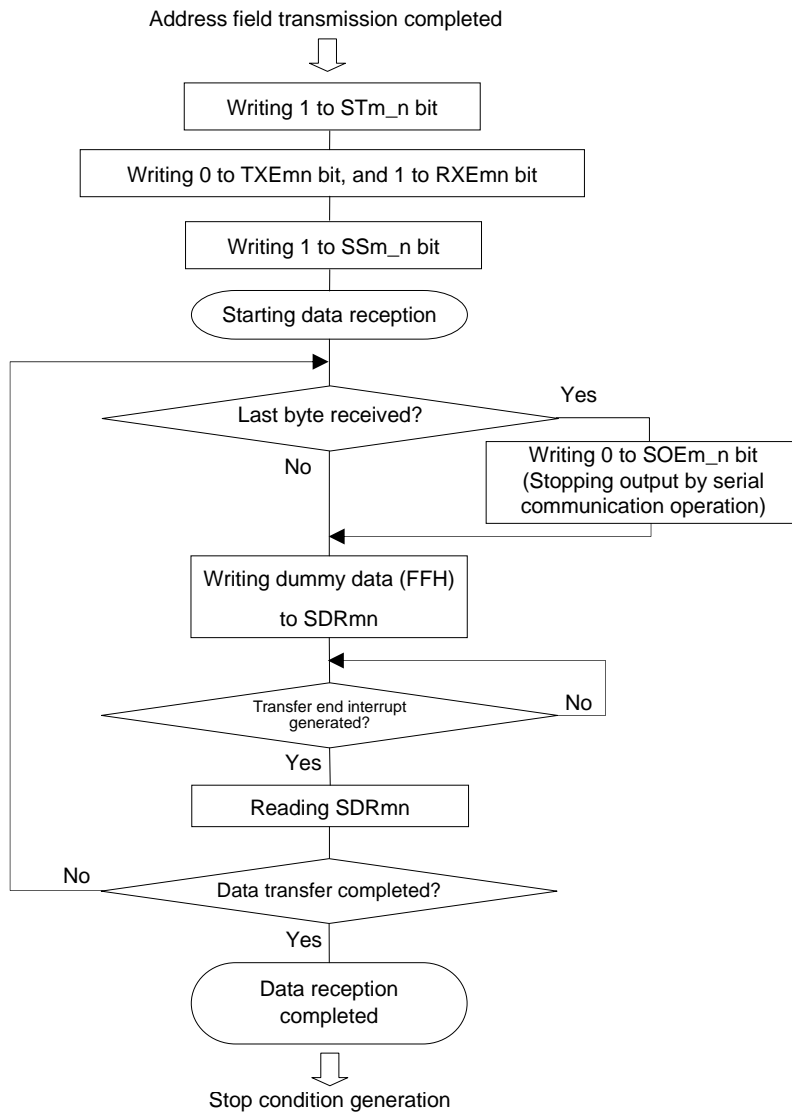 Address field transmission completed
Writing 1 to STm_n bit
Writing 0 to TXEmn bit, and 1 to RXEmn bit
Writing 1 to SSm_n bit
Starting data reception
Last byte received?
Yes
No
Writing 0 to SOEm_n bit
(Stopping output by serial
communication operation)
Writing dummy data (FFH)
to SDRmn
Transfer end interrupt
generated?
No
Yes
Reading SDRmn
No
Data transfer completed?
Yes
Data reception
completed
Stop condition generation